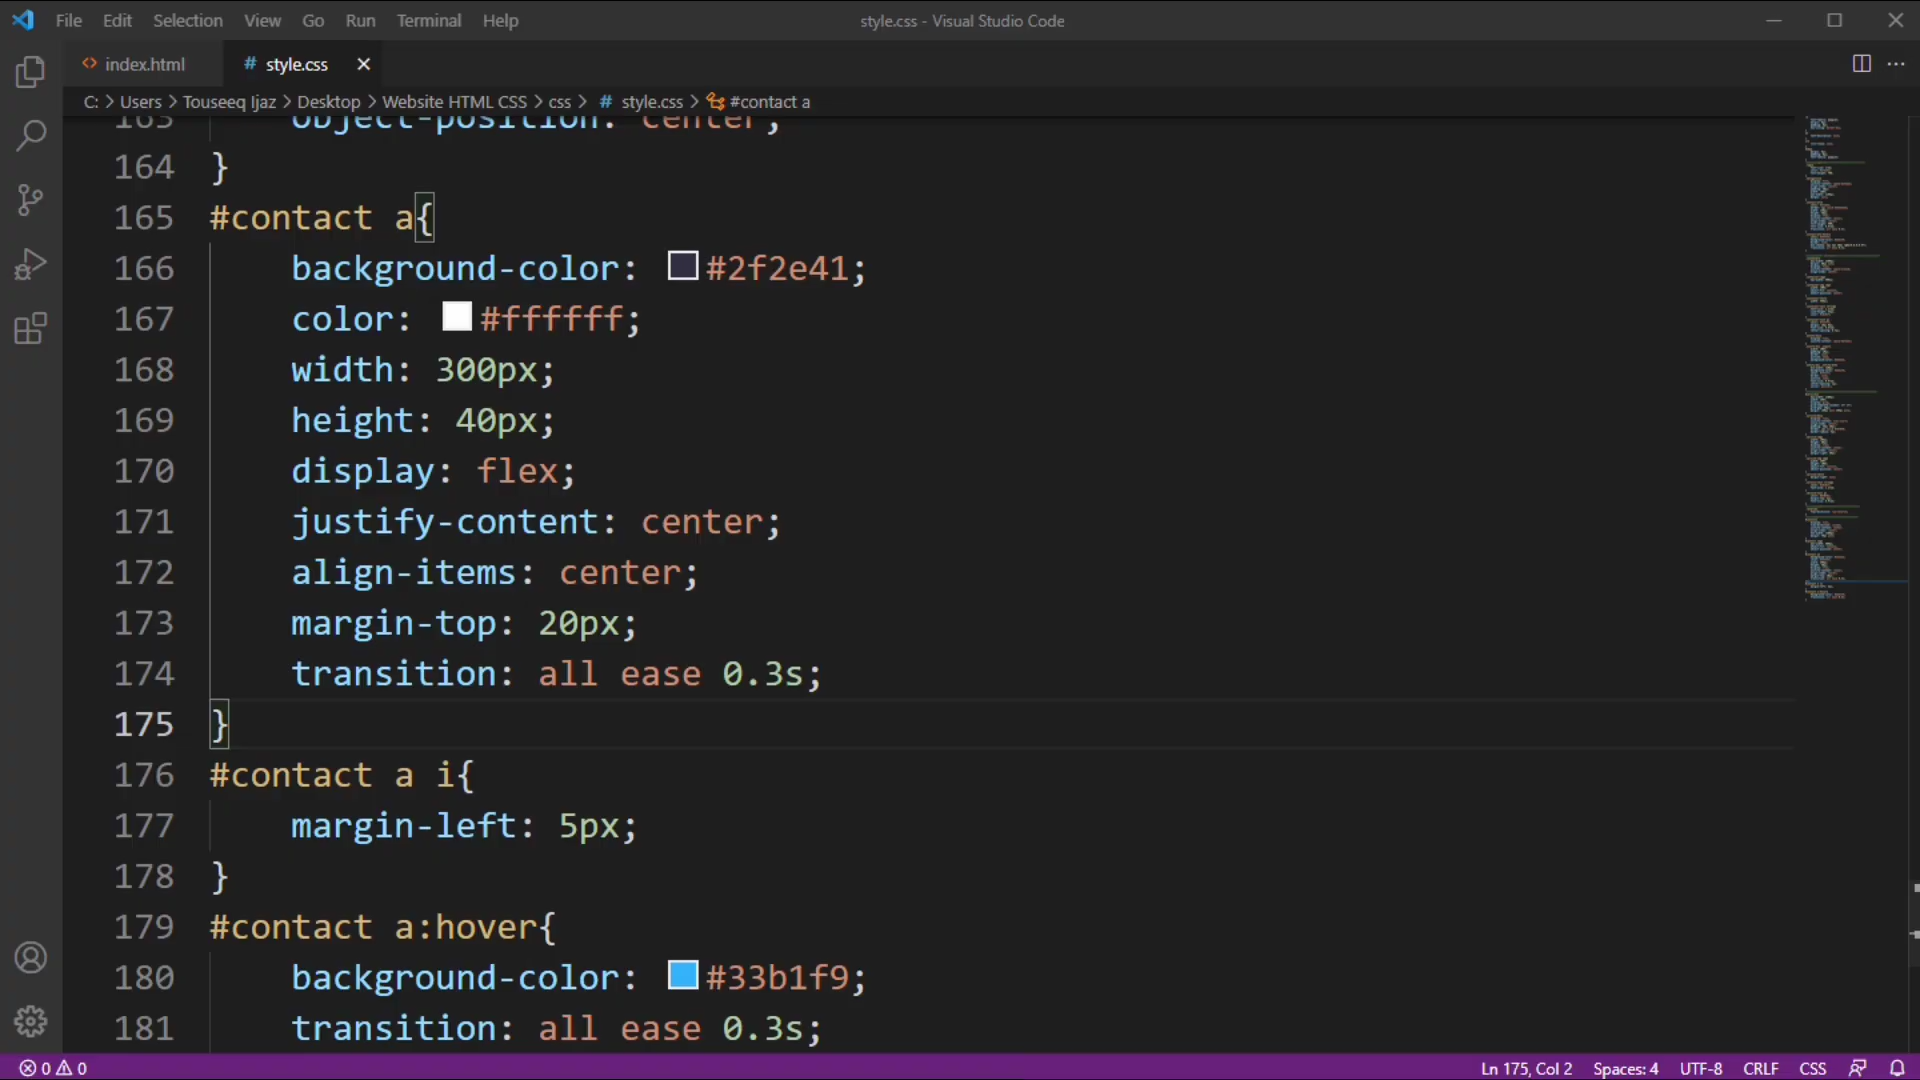 File Edit Selection View Go Run Terminal Help style.css - Visual Studio Code
index.html # style.css
C: > Users > Touseeq Ijaz > Desktop > Website HTML CSS > css > # style.css > #contact a
163 object-position: center;
164 }
165 #contact a{
166 background-color: #2f2e41;
167 color: #ffffff;
168 width: 300px;
169 height: 40px;
170 display: flex;
171 justify-content: center;
172 align-items: center;
173 margin-top: 20px;
174 transition: all ease 0.3s;
175 }
176 #contact a i{
177 margin-left: 5px;
178 }
179 #contact a:hover{
180 background-color: #33b1f9;
181 transition: all ease 0.3s;
0 0 Ln 175, Col 2 Spaces: 4 UTF-8 CRLF CSS